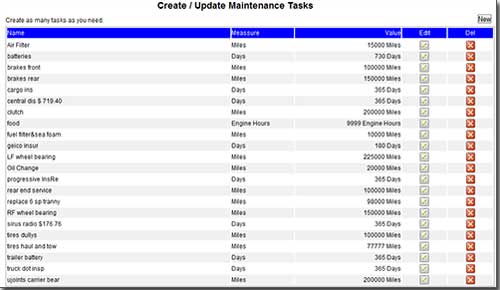 Create / Update Maintenance Tasks
Create as many tasks as you need.
New
Name Meassure Value Edit Del
Air Filter Miles 15000 Miles
batteries Days 730 Days
brakes front Miles 100000 Miles
brakes rear Miles 150000 Miles
cargo ins Days 365 Days
central dis $ 719.40 Days 365 Days
clutch Miles 200000 Miles
food Engine Hours 9999 Engine Hours
fuel filter&sea foam Miles 10000 Miles
geico insur Days 180 Days
LF wheel bearing Miles 225000 Miles
Oil Change Miles 20000 Miles
progressive InsRe Days 365 Days
rear end service Miles 100000 Miles
replace 6 sp tranny Miles 98000 Miles
RF wheel bearing Miles 150000 Miles
sirus radio $176.76 Days 365 Days
tires dullys Miles 100000 Miles
tires haul and tow Miles 77777 Miles
trailer battery Days 365 Days
truck dot insp Days 365 Days
ujoints carrier bear Miles 200000 Miles